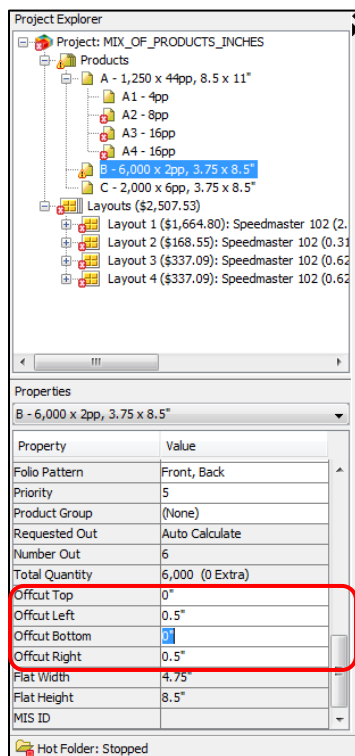 Project Explorer
Project: MIX_OF_PRODUCTS_INCHES
Products
A - 1,250 x 44pp, 8.5 x 11"
A1 - 4pp
A2 - 8pp
A3 - 16pp
A4 - 16pp
B - 6,000 x 2pp, 3.75 x 8.5"
C - 2,000 x 6pp, 3.75 x 8.5"
Layouts ($2,507.53)
Layout 1 ($1,664.80): Speedmaster 102 (2.
Layout 2 ($168.55): Speedmaster 102 (0.31
Layout 3 ($337.09): Speedmaster 102 (0.62
Layout 4 ($337.09): Speedmaster 102 (0.62
Properties
B - 6,000 x 2pp, 3.75 x 8.5"
Property Value
Folio Pattern Front, Back
Priority 5
Product Group (None)
Requested Out Auto Calculate
Number Out 6
Total Quantity 6,000 (0 Extra)
Offcut Top 0"
Offcut Left 0.5"
Offcut Bottom 0"
Offcut Right 0.5"
Flat Width 4.75"
Flat Height 8.5"
MIS ID
Hot Folder: Stopped